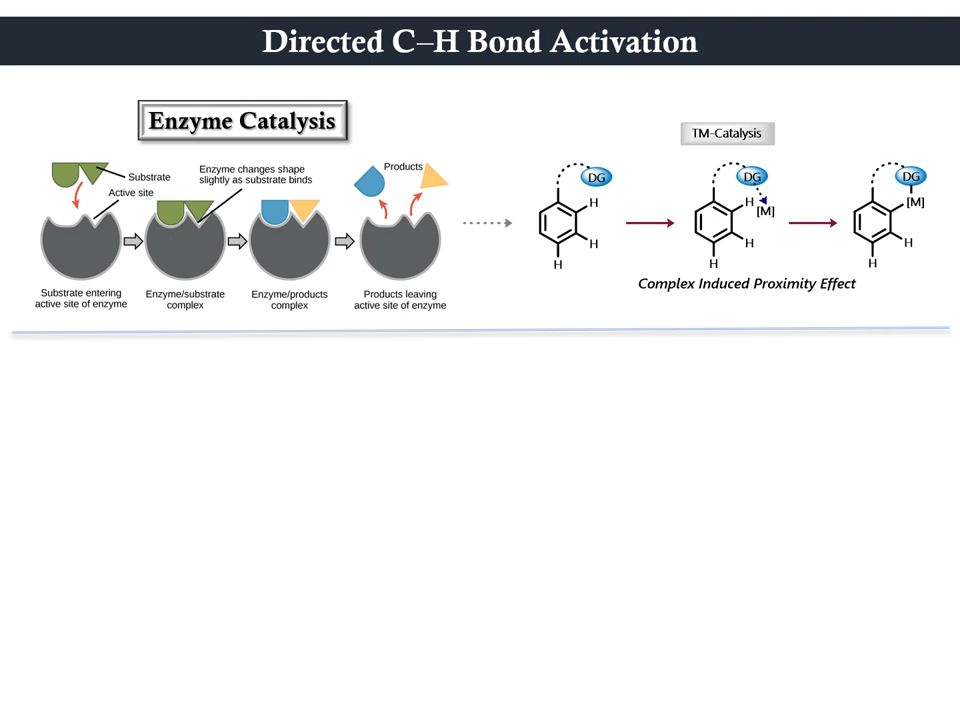 Directed C–H Bond Activation
Enzyme Catalysis
Substrate
Active site
Enzyme changes shape
slightly as substrate binds
Products
Substrate entering
active site of enzyme
Enzyme/substrate
complex
Enzyme/products
complex
Products leaving
active site of enzyme
TM-Catalysis
DG
H
H
H
DG
H
[M]
H
H
DG
[M]
H
H
Complex Induced Proximity Effect